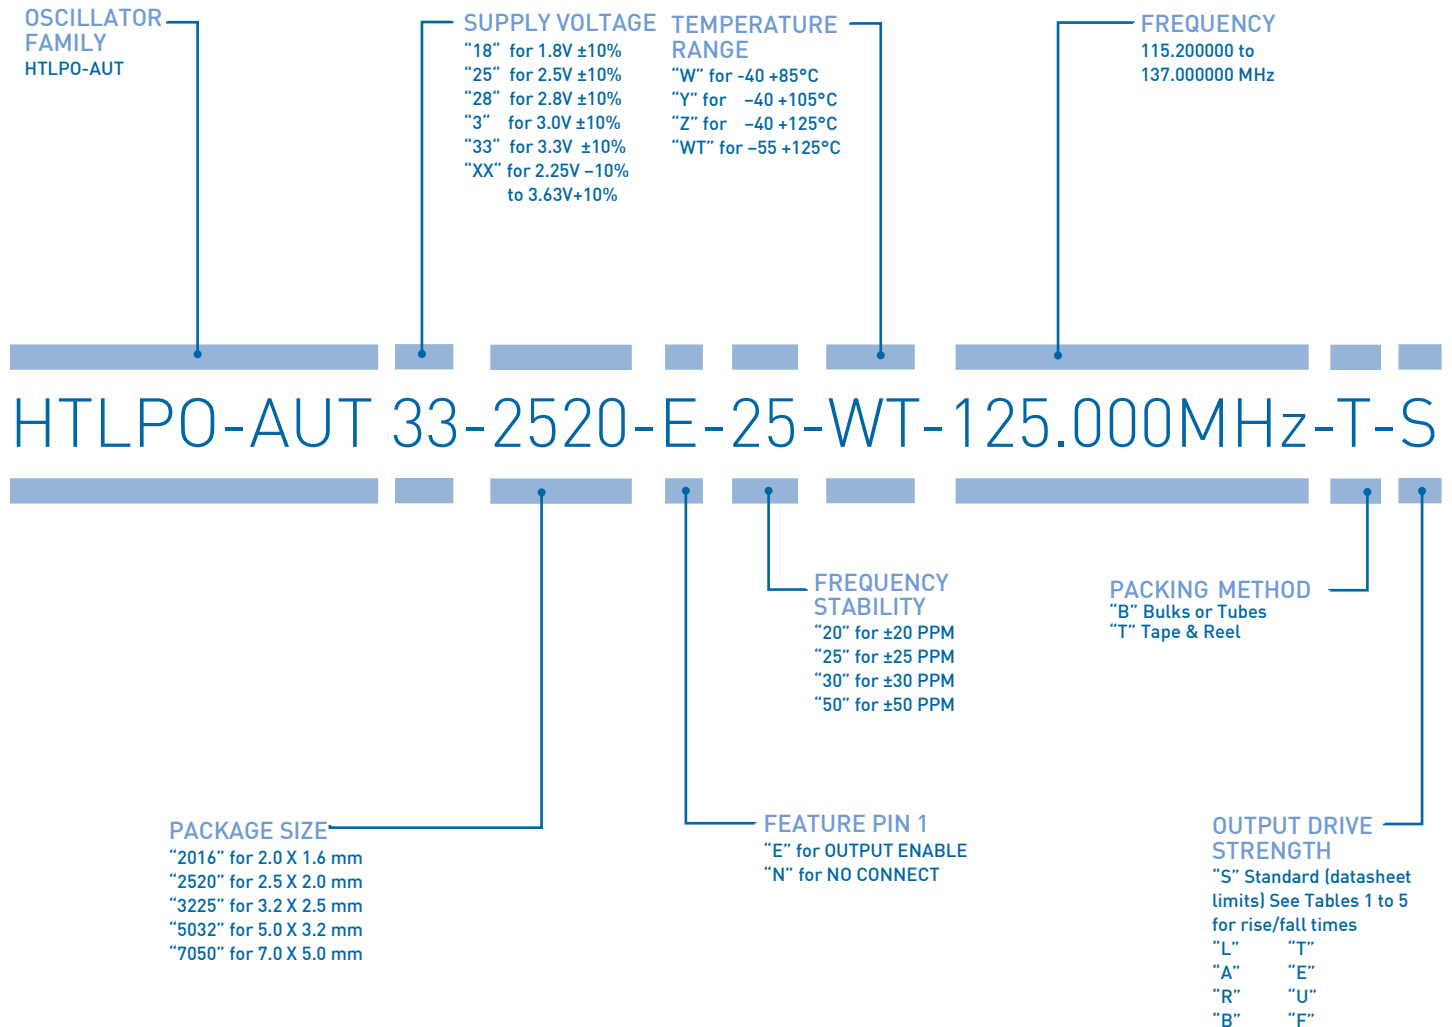 OSCILLATOR
FAMILY
HTLPO-AUT
SUPPLY VOLTAGE
“18“ for 1.8V ±10%
“25“ for 2.5V ±10%
“28“ for 2.8V ±10%
“3“ for 3.0V ±10%
“33“ for 3.3V ±10%
“XX“ for 2.25V –10%
to 3.63V+10%
TEMPERATURE
RANGE
“W” for -40 +85°C
“Y” for –40 +105°C
“Z” for –40 +125°C
“WT” for –55 +125°C
FREQUENCY
115.200000 to
137.000000 MHz
HTLPO-AUT 33-2520-E-25-WT-125.000MHz-T-S
FREQUENCY
STABILITY
“20” for ±20 PPM
“25” for ±25 PPM
“30” for ±30 PPM
“50” for ±50 PPM
PACKING METHOD
“B” Bulks or Tubes
“T” Tape & Reel
PACKAGE SIZE
“2016” for 2.0 X 1.6 mm
“2520” for 2.5 X 2.0 mm
“3225” for 3.2 X 2.5 mm
“5032” for 5.0 X 3.2 mm
“7050” for 7.0 X 5.0 mm
FEATURE PIN 1
“E” for OUTPUT ENABLE
“N” for NO CONNECT
OUTPUT DRIVE
STRENGTH
“S” Standard (datasheet
limits) See Tables 1 to 5
for rise/fall times
“L” “T”
“A” “E”
“R” “U”
“B” “F”